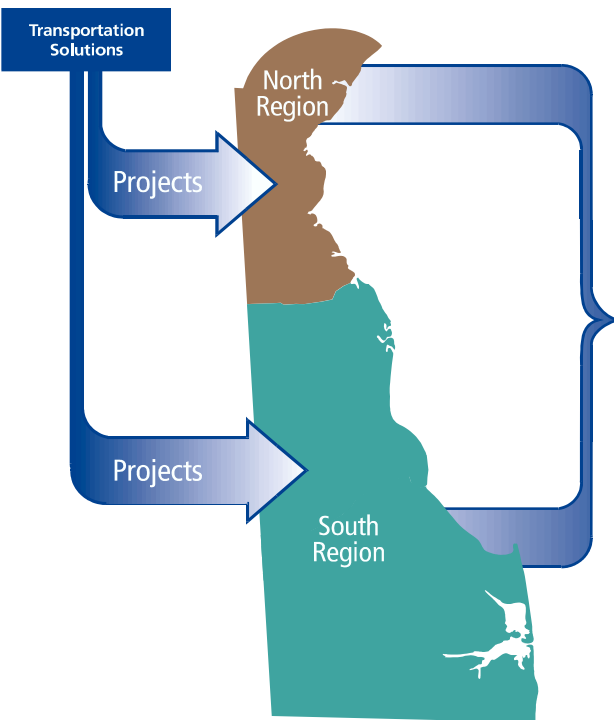 Transportation
Solutions
North
Region
Projects
Projects
South
Region